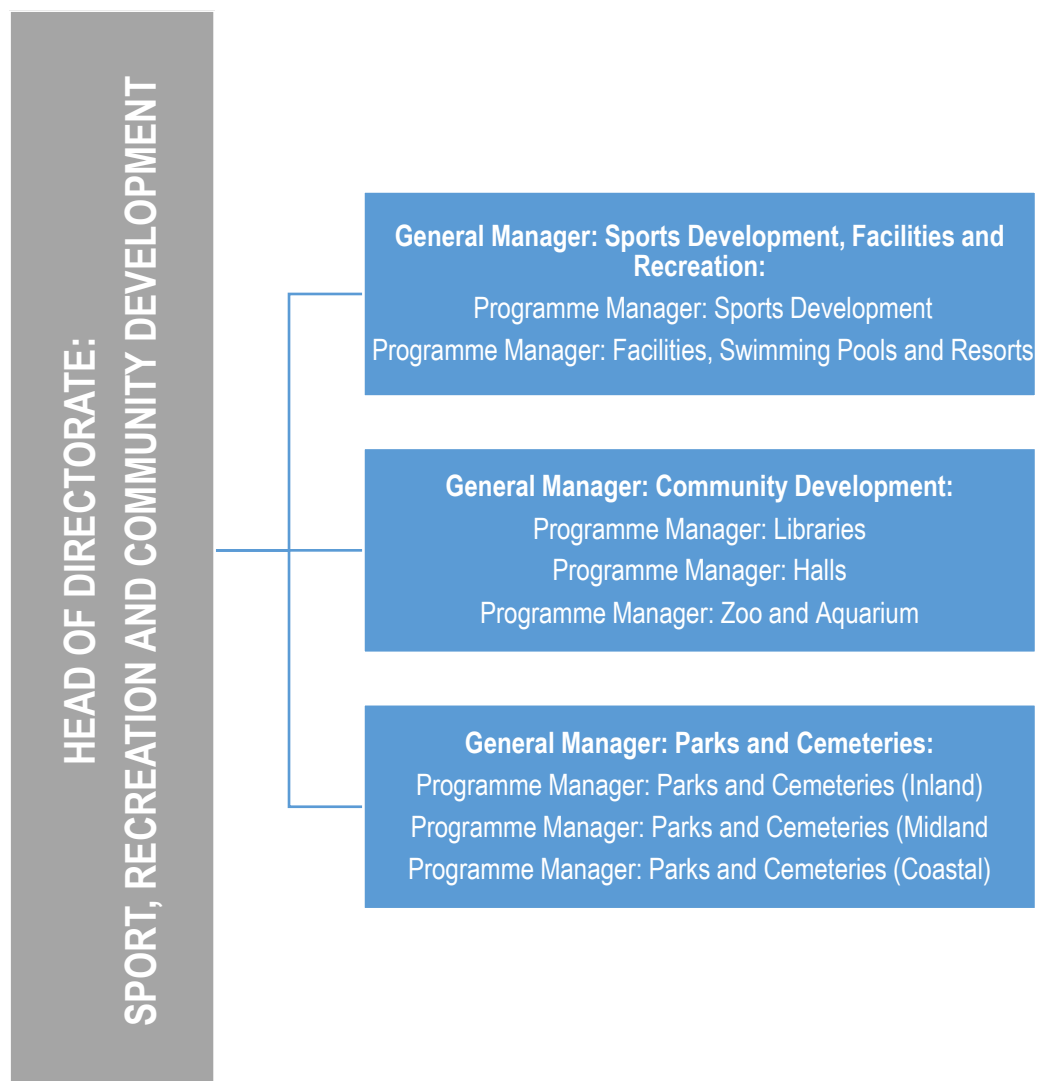 HEAD OF DIRECTORATE:
SPORT, RECREATION AND COMMUNITY DEVELOPMENT
General Manager: Sports Development, Facilities and
Recreation:
Programme Manager: Sports Development
Programme Manager: Facilities, Swimming Pools and Resorts
General Manager: Community Development:
Programme Manager: Libraries
Programme Manager: Halls
Programme Manager: Zoo and Aquarium
General Manager: Parks and Cemeteries:
Programme Manager: Parks and Cemeteries (Inland)
Programme Manager: Parks and Cemeteries (Midland
Programme Manager: Parks and Cemeteries (Coastal)